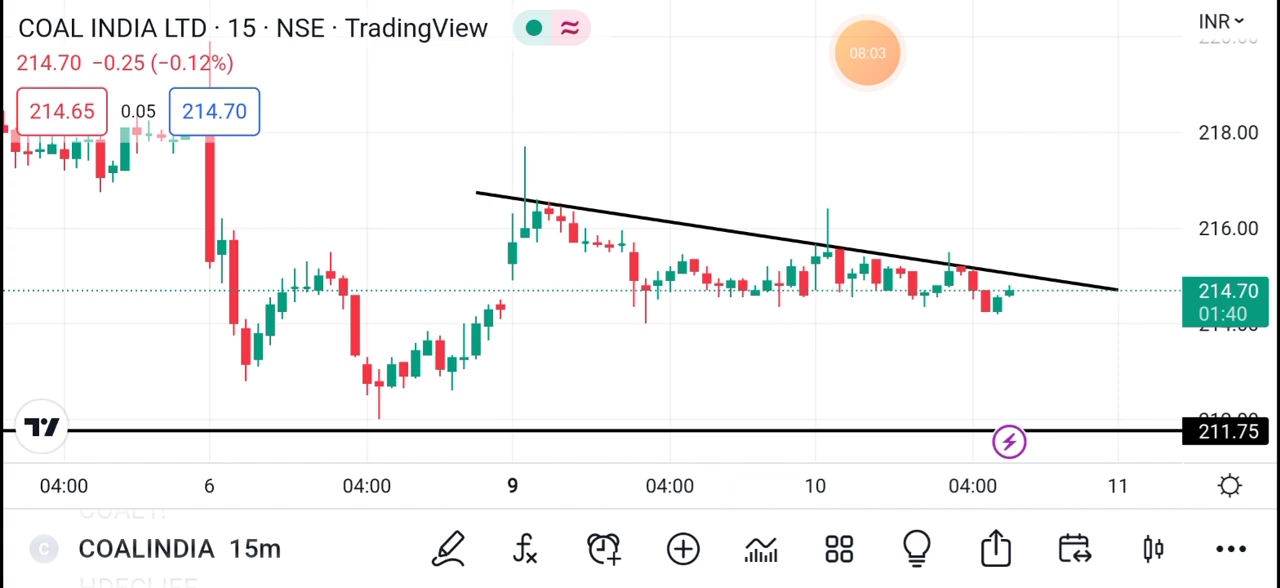 COAL INDIA LTD · 15 · NSE · TradingView
INR
08:03
214.70 −0.25 (−0.12%)
214.65 0.05 214.70
218.00
216.00
214.70
01:40
211.75
04:00 6 04:00 9 04:00 10 04:00 11
C COALINDIA 15m